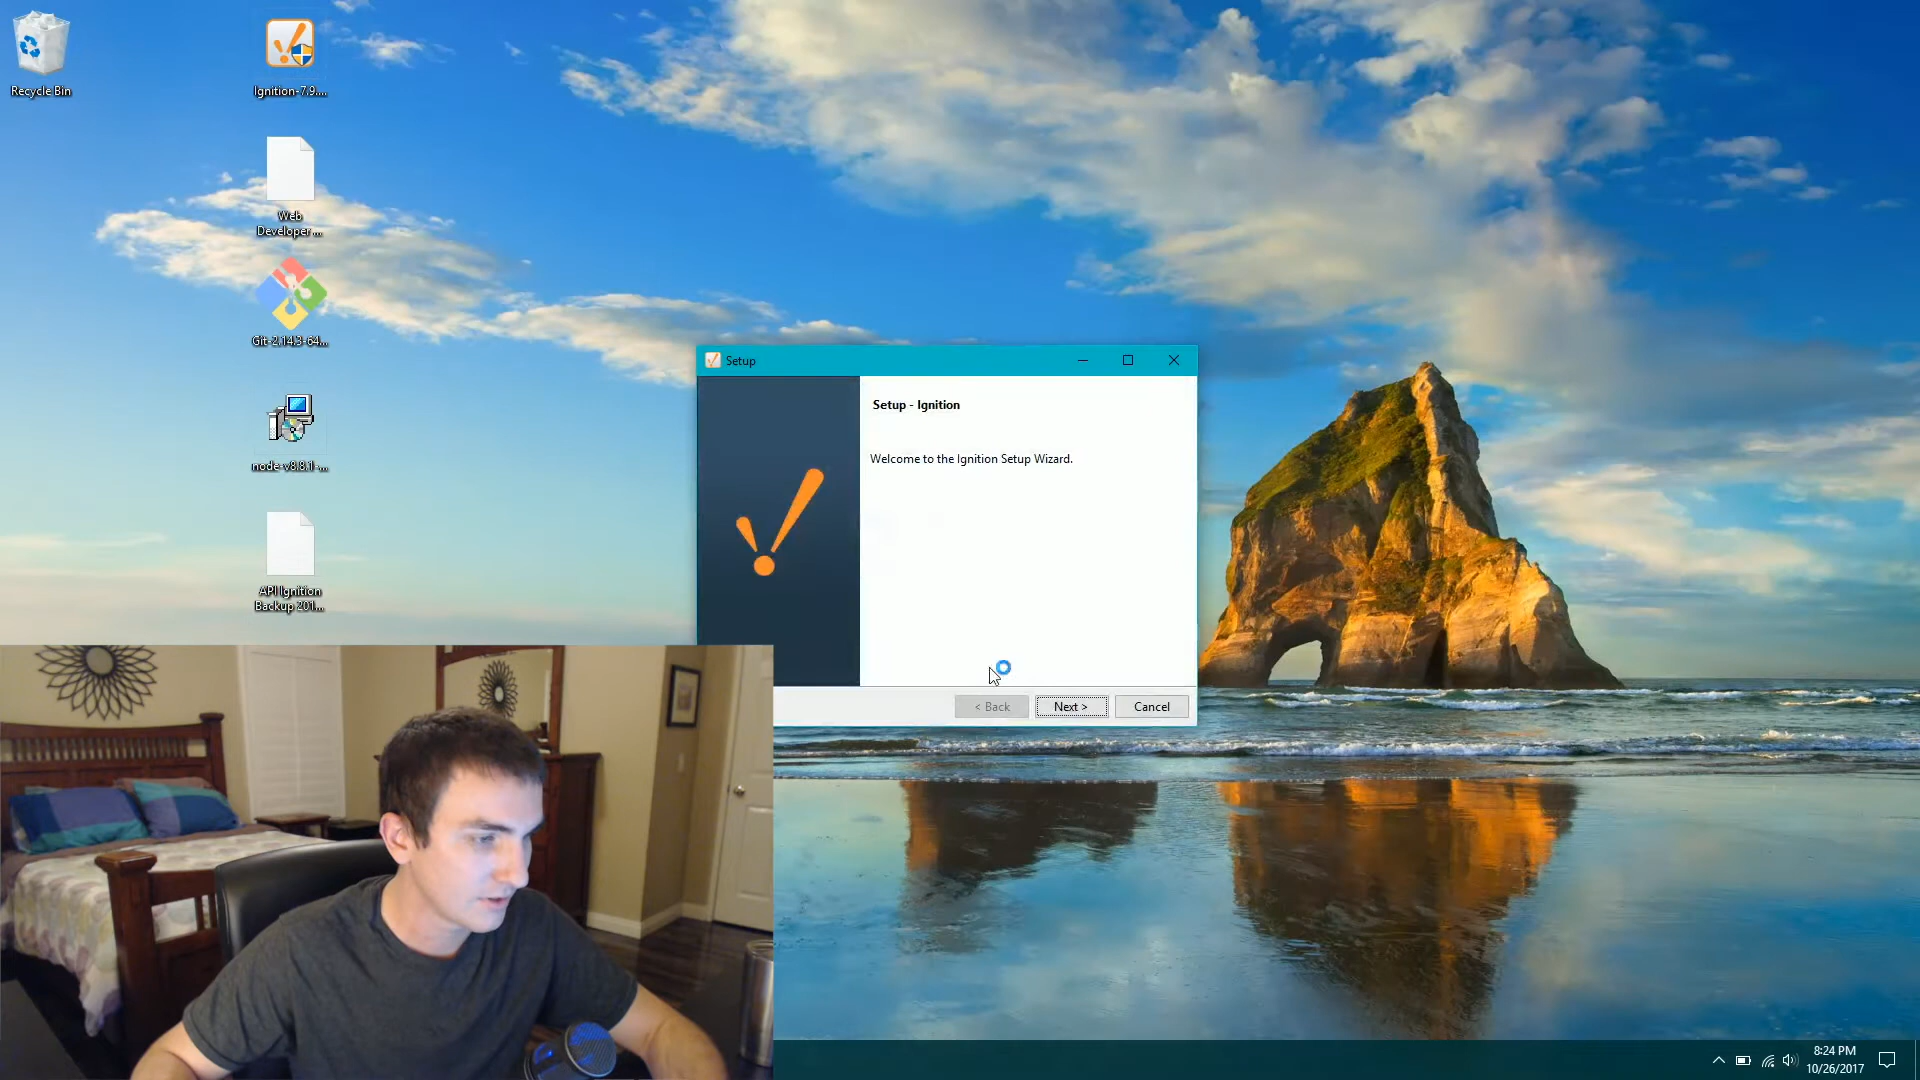 Recycle Bin
Ignition-7.9....
Web
Developer ...
Git-2.14.3-64...
node-v8.8.1-...
API Ignition
Backup 201...
Setup
Setup - Ignition
Welcome to the Ignition Setup Wizard.
< Back
Next >
Cancel
8:24 PM
10/26/2017